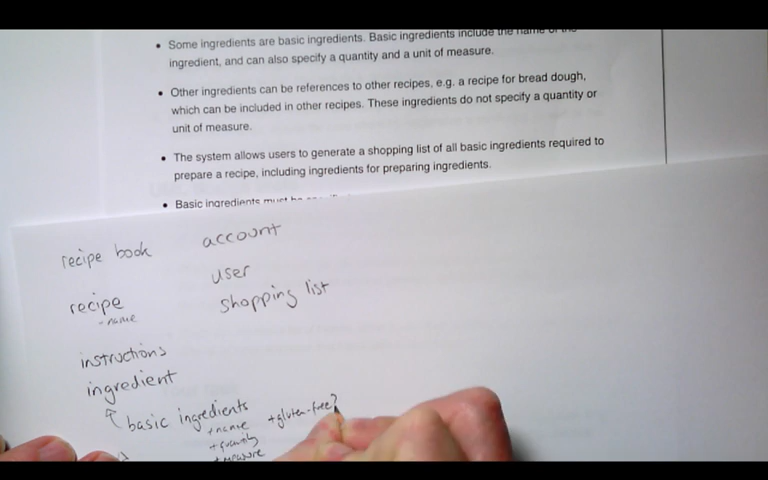 • Some ingredients are basic ingredients. Basic ingredients include the name of the
ingredient, and can also specify a quantity and a unit of measure.
• Other ingredients can be references to other recipes, e.g. a recipe for bread dough,
which can be included in other recipes. These ingredients do not specify a quantity or
unit of measure.
• The system allows users to generate a shopping list of all basic ingredients required to
prepare a recipe, including ingredients for preparing ingredients.
• Basic ingredients must be
recipe book
account
user
recipe
- name
shopping list
instructions
ingredient
basic ingredients
+name
+gluten-free?
+quantity
+measure